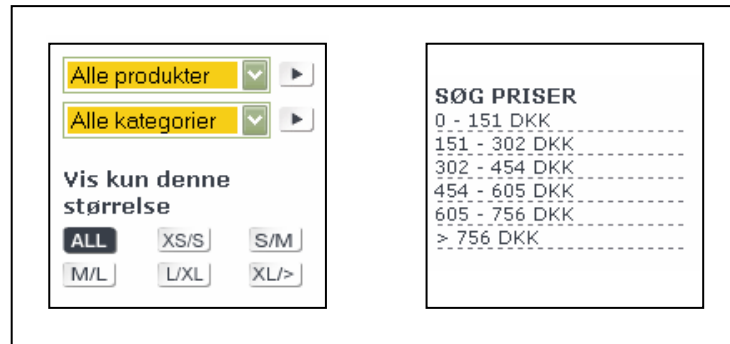 Alle produkter
Alle kategorier
Vis kun denne
størrelse
ALL XS/S S/M
M/L L/XL XL/>
SØG PRISER
0 - 151 DKK
151 - 302 DKK
302 - 454 DKK
454 - 605 DKK
605 - 756 DKK
> 756 DKK